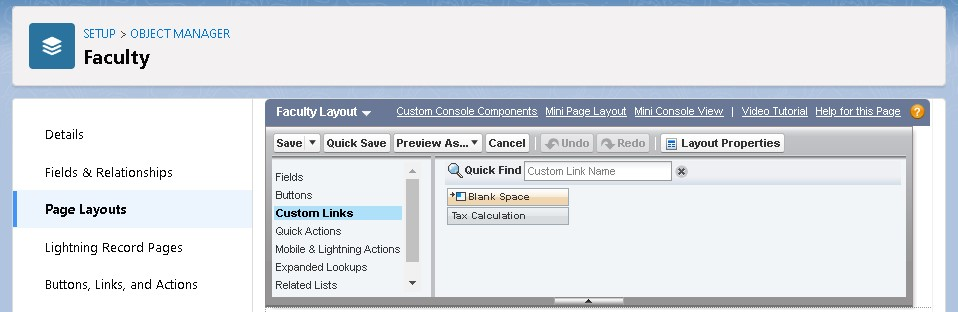 SETUP > OBJECT MANAGER
Faculty
Details
Fields & Relationships
Page Layouts
Lightning Record Pages
Buttons, Links, and Actions
Faculty Layout Custom Console Components Mini Page Layout Mini Console View | Video Tutorial Help for this Page ?
Save Quick Save Preview As... Cancel Undo Redo Layout Properties
Fields
Buttons
Custom Links
Quick Actions
Mobile & Lightning Actions
Expanded Lookups
Related Lists
Quick Find Custom Link Name
Blank Space
Tax Calculation